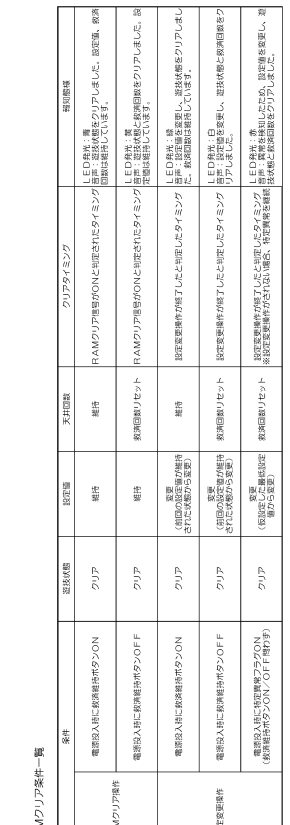 Mクリア条件一覧
条件
遊技状態
設定値
天井回数
クリアタイミング
報知態様
Mクリア操作
電源投入時に救済維持ボタンON
クリア
維持
維持
RAMクリア信号がONと判定されたタイミング
LED発光：青
音声：遊技状態をクリアしました。設定値、救済
回数は維持しています。
電源投入時に救済維持ボタンOFF
クリア
維持
救済回数リセット
RAMクリア信号がONと判定されたタイミング
LED発光：黄
音声：遊技状態と救済回数をクリアしました。設
定値は維持しています。
定変更操作
電源投入時に救済維持ボタンON
クリア
変更
（前回の設定値が維持
された状態から変更）
維持
設定変更操作が終了したと判定したタイミング
LED発光：緑
音声：設定値を変更し、遊技状態をクリアしまし
た。救済回数は維持しています。
電源投入時に救済維持ボタンOFF
クリア
変更
（前回の設定値が維持
された状態から変更）
救済回数リセット
設定変更操作が終了したと判定したタイミング
LED発光：白
音声：設定値を変更し、遊技状態と救済回数をク
リアしました。
電源投入時に特定異常フラグON
（救済維持ボタンON／OFF問わず）
クリア
変更
（仮設定した最低設定
値から変更）
救済回数リセット
設定変更操作が終了したと判定したタイミング
※設定変更操作がされない場合、特定異常を継続
LED発光：赤
音声：異常を検知したため、設定値を変更し、遊
技状態と救済回数をクリアしました。